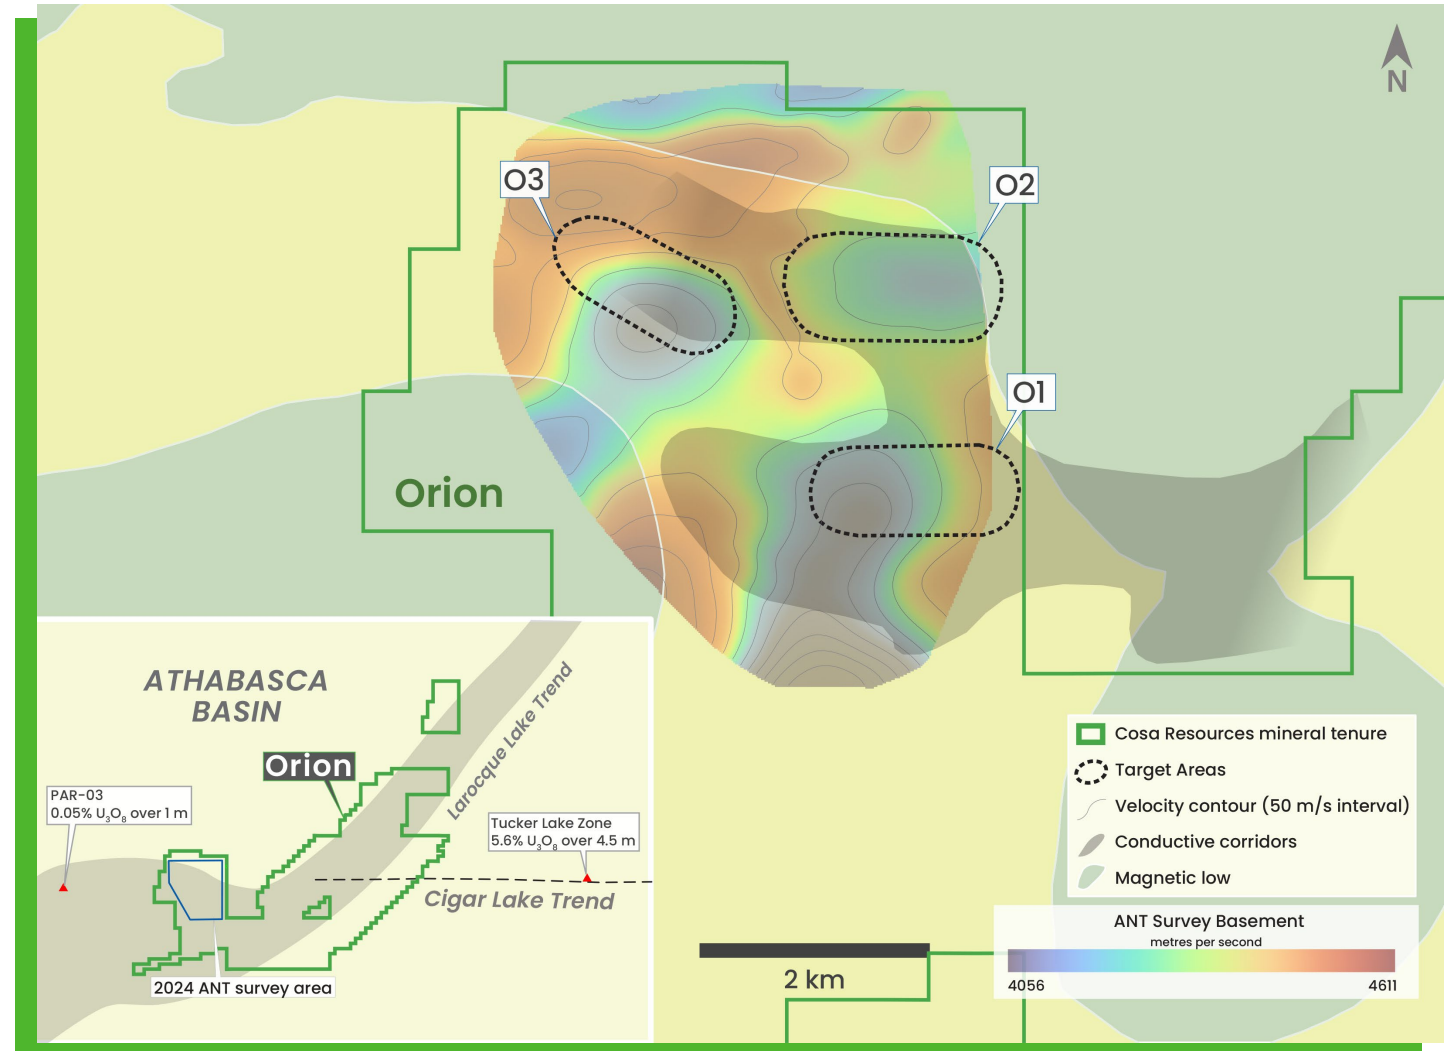 N
O3
O2
O1
Orion
ATHABASCA
BASIN
Orion
Larocque Lake Trend
PAR-03
0.05% U₃O₈ over 1 m
Tucker Lake Zone
5.6% U₃O₈ over 4.5 m
Cigar Lake Trend
2024 ANT survey area
Cosa Resources mineral tenure
Target Areas
Velocity contour (50 m/s interval)
Conductive corridors
Magnetic low
ANT Survey Basement
metres per second
4056 4611
2 km